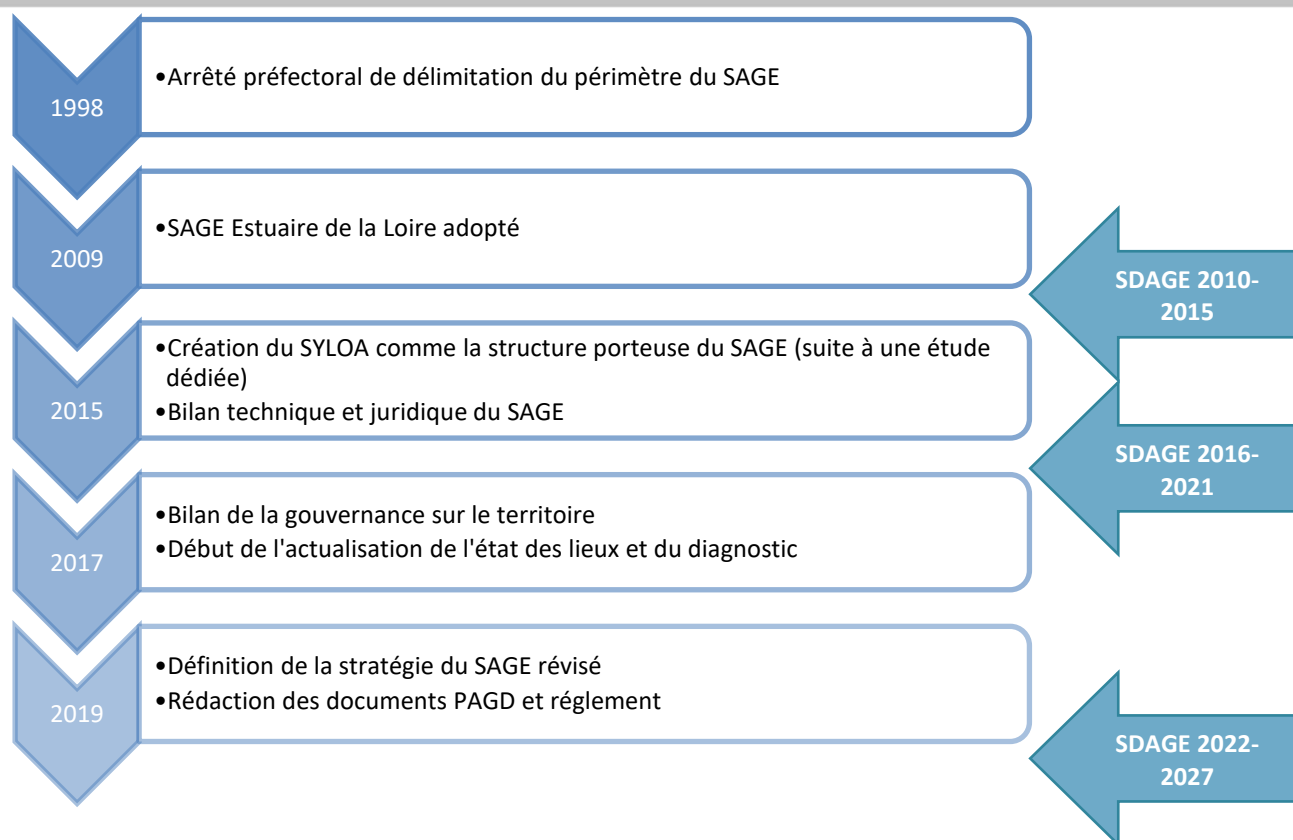 1998
•Arrêté préfectoral de délimitation du périmètre du SAGE
2009
•SAGE Estuaire de la Loire adopté
SDAGE 2010-
2015
2015
•Création du SYLOA comme la structure porteuse du SAGE (suite à une étude
dédiée)
•Bilan technique et juridique du SAGE
SDAGE 2016-
2021
2017
•Bilan de la gouvernance sur le territoire
•Début de l'actualisation de l'état des lieux et du diagnostic
2019
•Définition de la stratégie du SAGE révisé
•Rédaction des documents PAGD et réglement
SDAGE 2022-
2027